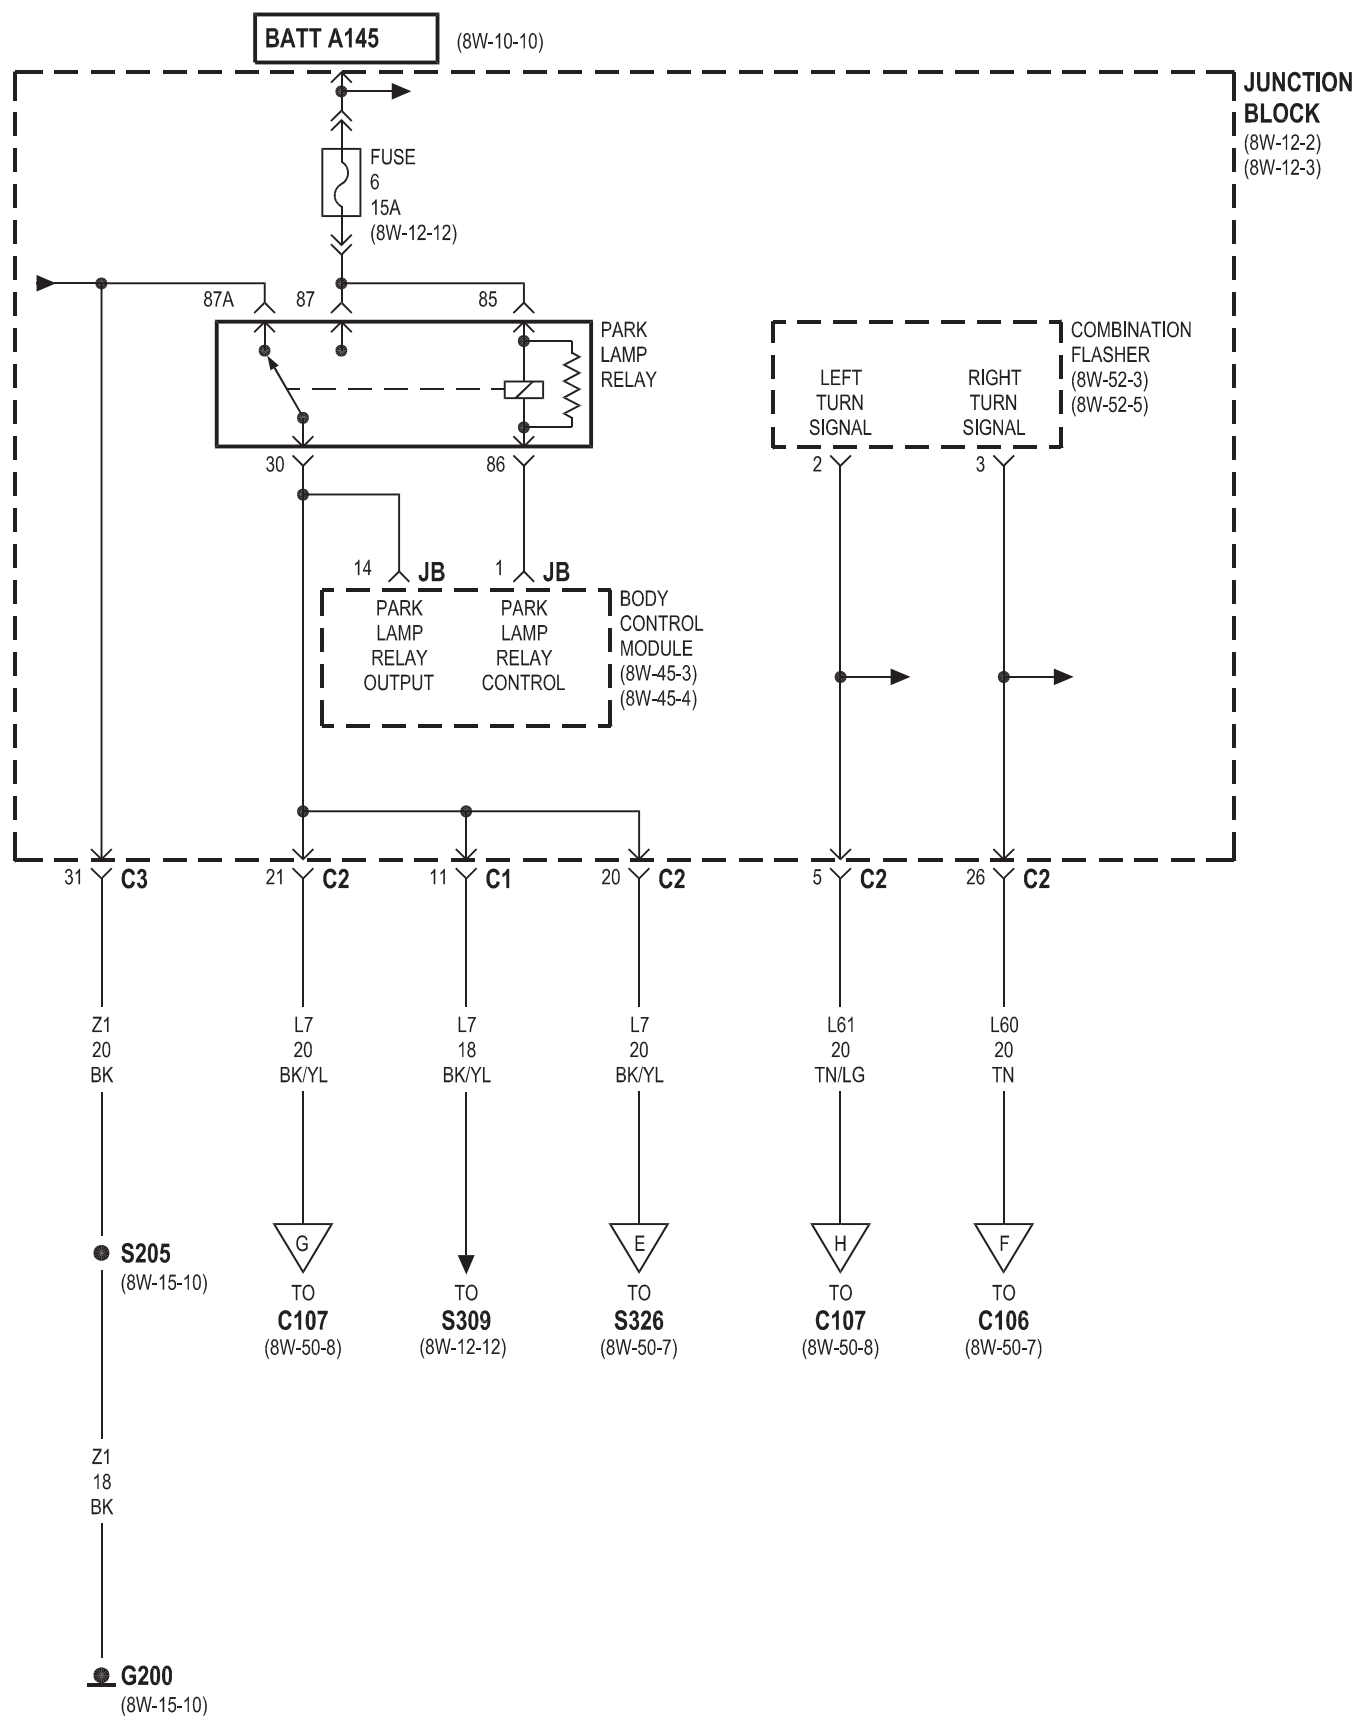 BATT A145
(8W-10-10)
JUNCTION
BLOCK
(8W-12-2)
(8W-12-3)
FUSE
6
15A
(8W-12-12)
87A
87
85
PARK
LAMP
RELAY
COMBINATION
FLASHER
(8W-52-3)
(8W-52-5)
LEFT
TURN
SIGNAL
RIGHT
TURN
SIGNAL
30
86
2
3
14
JB
1
JB
PARK
LAMP
RELAY
OUTPUT
PARK
LAMP
RELAY
CONTROL
BODY
CONTROL
MODULE
(8W-45-3)
(8W-45-4)
31
C3
21
C2
11
C1
20
C2
5
C2
26
C2
Z1
20
BK
L7
20
BK/YL
L7
18
BK/YL
L7
20
BK/YL
L61
20
TN/LG
L60
20
TN
S205
(8W-15-10)
G
TO
C107
(8W-50-8)
TO
S309
(8W-12-12)
E
TO
S326
(8W-50-7)
H
TO
C107
(8W-50-8)
F
TO
C106
(8W-50-7)
Z1
18
BK
G200
(8W-15-10)